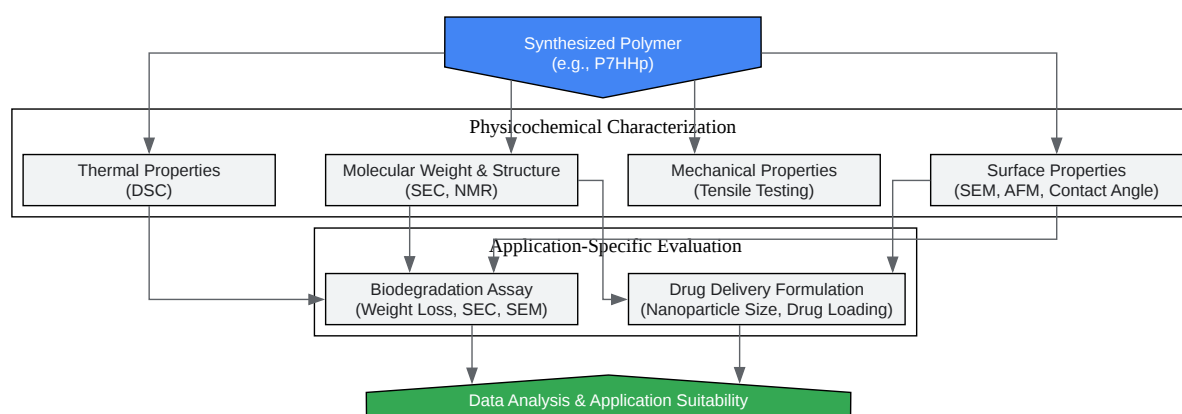 Synthesized Polymer
(e.g., P7HHp)
Physicochemical Characterization
Thermal Properties
(DSC)
Molecular Weight & Structure
(SEC, NMR)
Mechanical Properties
(Tensile Testing)
Surface Properties
(SEM, AFM, Contact Angle)
Application-Specific Evaluation
Biodegradation Assay
(Weight Loss, SEC, SEM)
Drug Delivery Formulation
(Nanoparticle Size, Drug Loading)
Data Analysis & Application Suitability